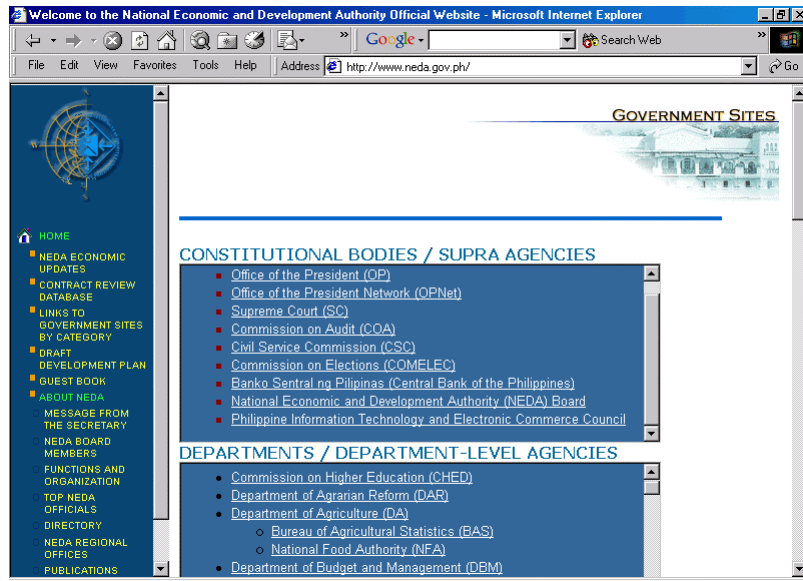 Welcome to the National Economic and Development Authority Official Website - Microsoft Internet Explorer
Google
Search Web
File Edit View Favorites Tools Help
Address http://www.neda.gov.ph/
Go
GOVERNMENT SITES
HOME
NEDA ECONOMIC
UPDATES
CONTRACT REVIEW
DATABASE
LINKS TO
GOVERNMENT SITES
BY CATEGORY
DRAFT
DEVELOPMENT PLAN
GUEST BOOK
ABOUT NEDA
MESSAGE FROM
THE SECRETARY
NEDA BOARD
MEMBERS
FUNCTIONS AND
ORGANIZATION
TOP NEDA
OFFICIALS
DIRECTORY
NEDA REGIONAL
OFFICES
PUBLICATIONS
CONSTITUTIONAL BODIES / SUPRA AGENCIES
Office of the President (OP)
Office of the President Network (OPNet)
Supreme Court (SC)
Commission on Audit (COA)
Civil Service Commission (CSC)
Commission on Elections (COMELEC)
Banko Sentral ng Pilipinas (Central Bank of the Philippines)
National Economic and Development Authority (NEDA) Board
Philippine Information Technology and Electronic Commerce Council
DEPARTMENTS / DEPARTMENT-LEVEL AGENCIES
Commission on Higher Education (CHED)
Department of Agrarian Reform (DAR)
Department of Agriculture (DA)
Bureau of Agricultural Statistics (BAS)
National Food Authority (NFA)
Department of Budget and Management (DBM)